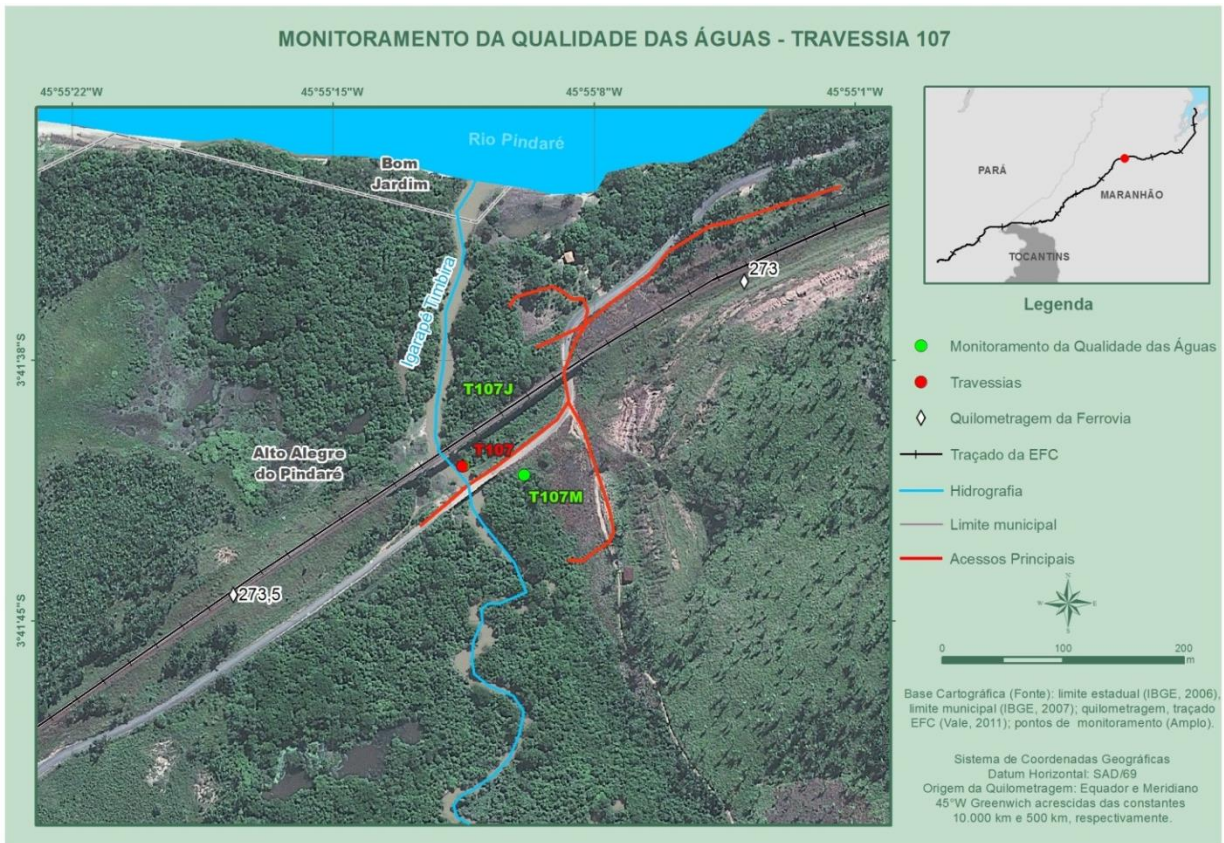 MONITORAMENTO DA QUALIDADE DAS ÁGUAS - TRAVESSIA 107
45°55'22"W
45°55'15"W
45°55'8"W
45°55'1"W
3°41'38"S
3°41'45"S
Rio Pindaré
Bom
Jardim
Igarapé Timbira
273
T107J
T107
Alto Alegre
do Pindaré
T107M
273,5
PARÁ
MARANHÃO
TOCANTINS
Legenda
Monitoramento da Qualidade das Águas
Travessias
Quilometragem da Ferrovia
Traçado da EFC
Hidrografia
Limite municipal
Acessos Principais
N
W E
S
0 100 200
m
Base Cartográfica (Fonte): limite estadual (IBGE, 2006),
limite municipal (IBGE, 2007); quilometragem, traçado
EFC (Vale, 2011); pontos de monitoramento (Amplo).
Sistema de Coordenadas Geográficas
Datum Horizontal: SAD/69
Origem da Quilometragem: Equador e Meridiano
45°W Greenwich acrescidas das constantes
10.000 km e 500 km, respectivamente.